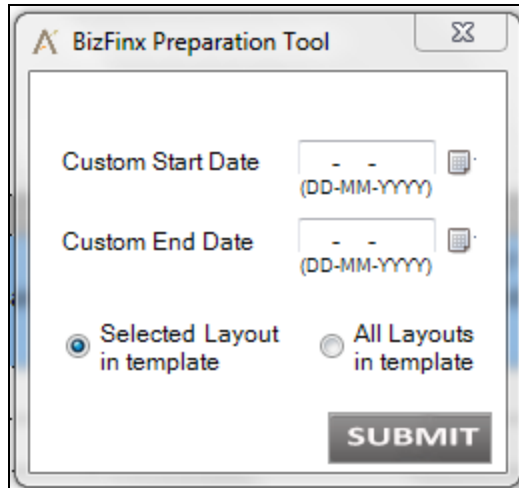 BizFinx Preparation Tool
Custom Start Date - -
(DD-MM-YYYY)
Custom End Date - -
(DD-MM-YYYY)
Selected Layout
in template
All Layouts
in template
SUBMIT